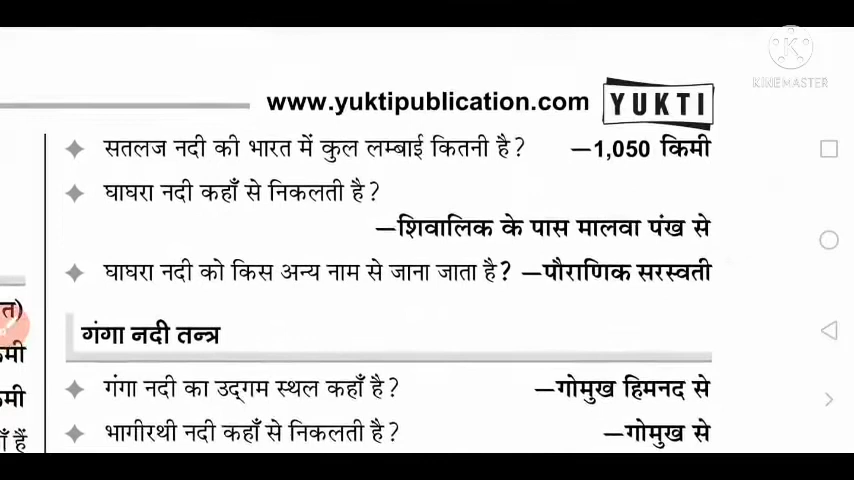 KINEMASTER
www.yuktipublication.com YUKTI
सतलज नदी की भारत में कुल लम्बाई कितनी है? —1,050 किमी
घाघरा नदी कहाँ से निकलती है?
—शिवालिक के पास मालवा पंख से
घाघरा नदी को किस अन्य नाम से जाना जाता है? —पौराणिक सरस्वती
गंगा नदी तन्त्र
गंगा नदी का उद्‌गम स्थल कहाँ है? —गोमुख हिमनद से
भागीरथी नदी कहाँ से निकलती है? —गोमुख से